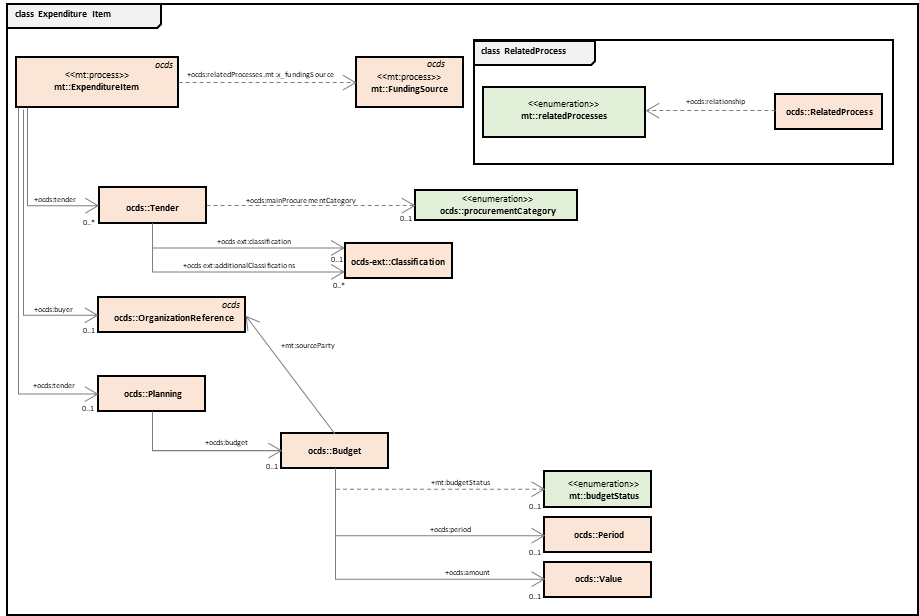 class Expenditure Item
ocds
<<mt:process>>
mt::ExpenditureItem
+ocds:relatedProcesses.mt:x_fundingSource
ocds
<<mt:process>>
mt::FundingSource
class RelatedProcess
<<enumeration>>
mt::relatedProcesses
+ocds:relationship
ocds::RelatedProcess
+ocds:tender
0..*
ocds::Tender
+ocds:mainProcurementCategory
0..1
<<enumeration>>
ocds::procurementCategory
+ocds-ext:classification
0..1
+ocds-ext:additionalClassifications
0..*
ocds-ext::Classification
+ocds:buyer
0..1
ocds
ocds::OrganizationReference
+mt:sourceParty
+ocds:tender
0..1
ocds::Planning
+ocds:budget
0..1
ocds::Budget
+mt:budgetStatus
0..1
<<enumeration>>
mt::budgetStatus
+ocds:period
0..1
ocds::Period
+ocds:amount
0..1
ocds::Value